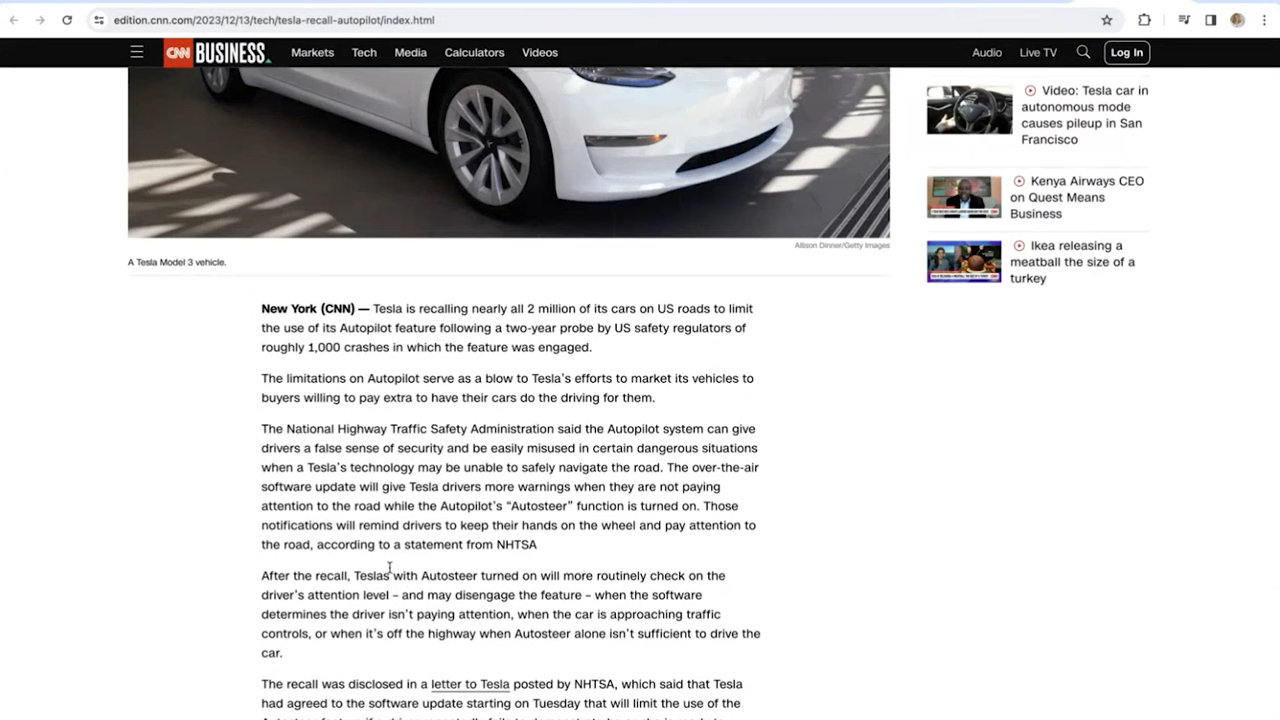 edition.cnn.com/2023/12/13/tech/tesla-recall-autopilot/index.html
CNN BUSINESS
Markets
Tech
Media
Calculators
Videos
Audio
Live TV
Log In
Allison Dinner/Getty Images
A Tesla Model 3 vehicle.
New York (CNN) — Tesla is recalling nearly all 2 million of its cars on US roads to limit
the use of its Autopilot feature following a two-year probe by US safety regulators of
roughly 1,000 crashes in which the feature was engaged.
The limitations on Autopilot serve as a blow to Tesla's efforts to market its vehicles to
buyers willing to pay extra to have their cars do the driving for them.
The National Highway Traffic Safety Administration said the Autopilot system can give
drivers a false sense of security and be easily misused in certain dangerous situations
when a Tesla's technology may be unable to safely navigate the road. The over-the-air
software update will give Tesla drivers more warnings when they are not paying
attention to the road while the Autopilot's “Autosteer” function is turned on. Those
notifications will remind drivers to keep their hands on the wheel and pay attention to
the road, according to a statement from NHTSA
After the recall, Teslas with Autosteer turned on will more routinely check on the
driver's attention level – and may disengage the feature – when the software
determines the driver isn't paying attention, when the car is approaching traffic
controls, or when it's off the highway when Autosteer alone isn't sufficient to drive the
car.
The recall was disclosed in a letter to Tesla posted by NHTSA, which said that Tesla
had agreed to the software update starting on Tuesday that will limit the use of the
Video: Tesla car in
autonomous mode
causes pileup in San
Francisco
Kenya Airways CEO
on Quest Means
Business
Ikea releasing a
meatball the size of a
turkey